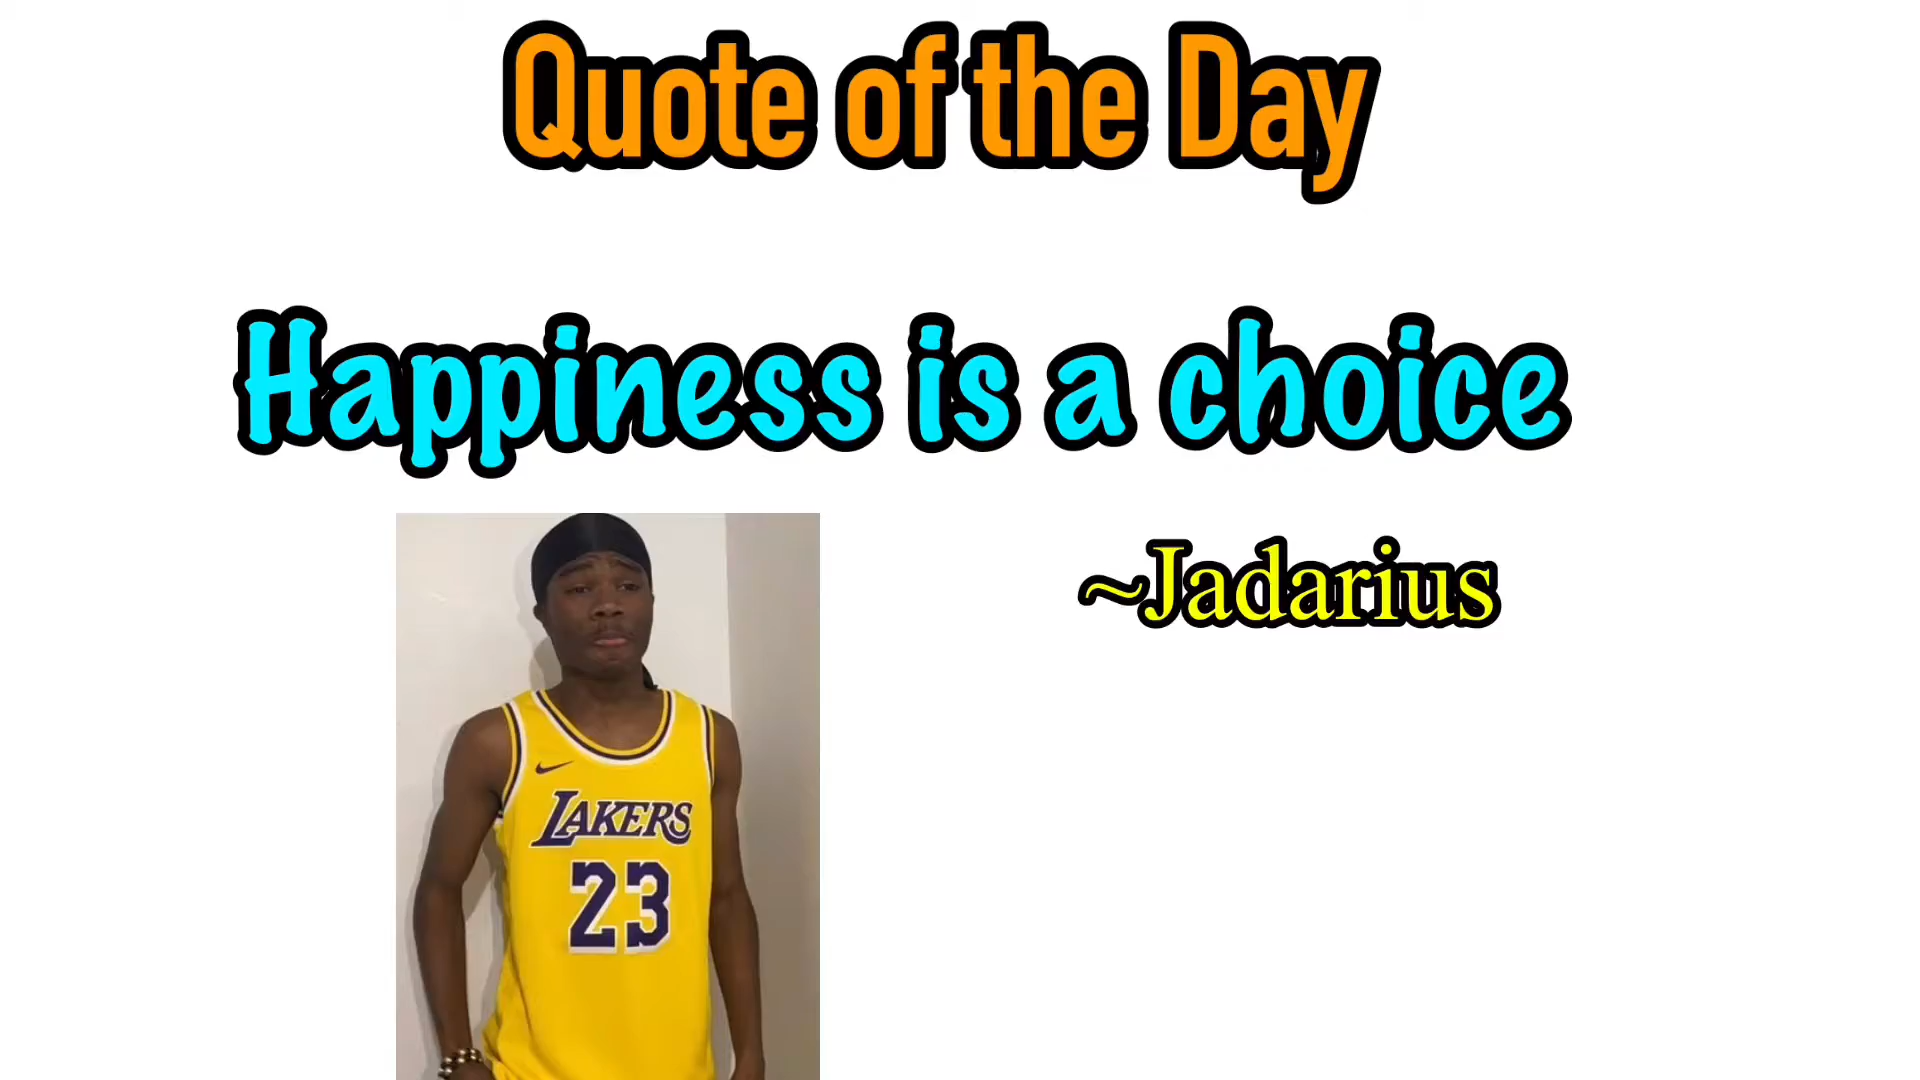 Quote of the Day
Happiness is a choice
~Jadarius
LAKERS
23